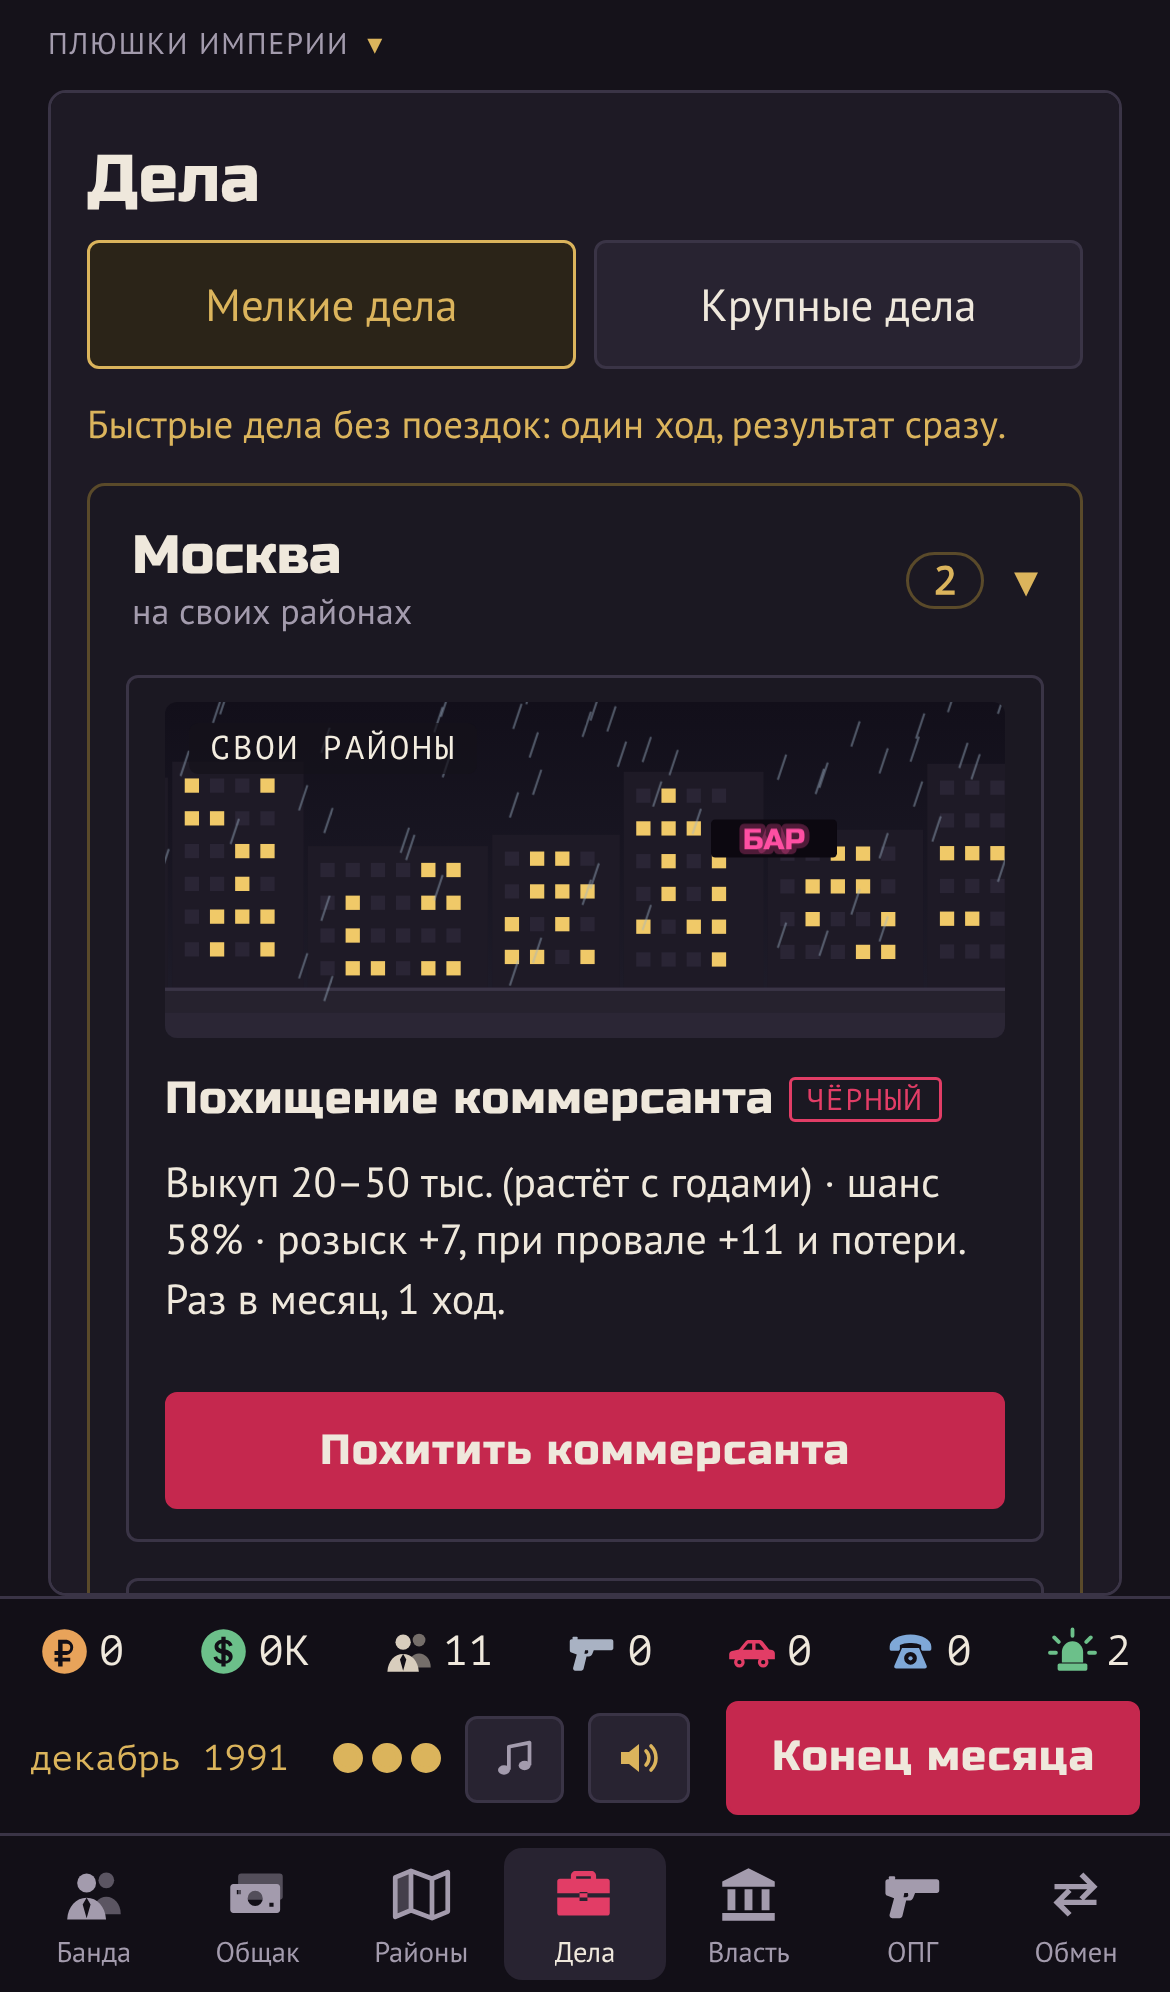 ПЛЮШКИ ИМПЕРИИ ▼
Дела
Мелкие дела
Крупные дела
Быстрые дела без поездок: один ход, результат сразу.
Москва
на своих районах
2 ▼
СВОИ РАЙОНЫ
БАР
Похищение коммерсанта ЧЁРНЫЙ
Выкуп 20–50 тыс. (растёт с годами) · шанс
58% · розыск +7, при провале +11 и потери.
Раз в месяц, 1 ход.
Похитить коммерсанта
₽ 0 $ 0K 11 0 0 0 2
декабрь 1991
Конец месяца
Банда Общак Районы Дела Власть ОПГ Обмен